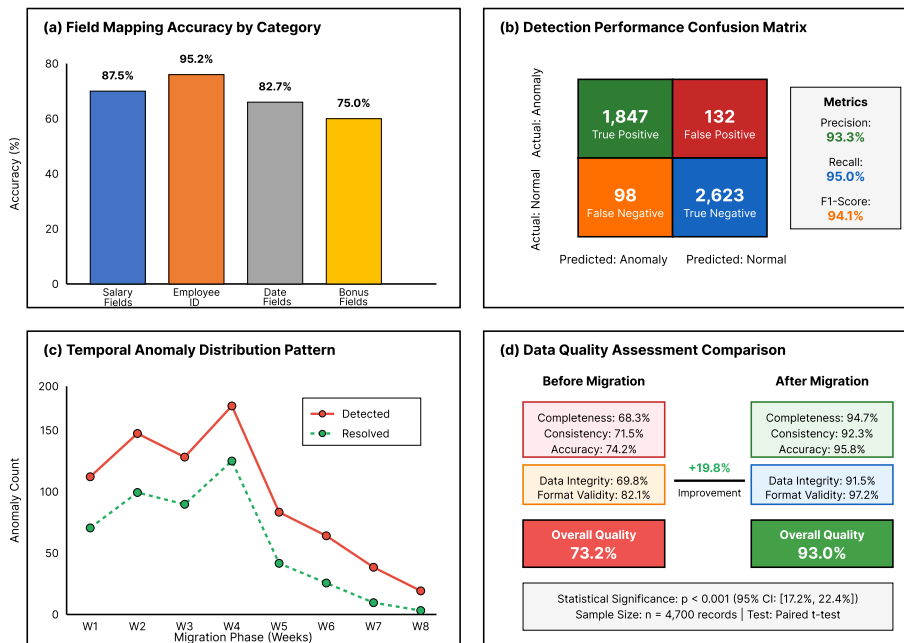 (a) Field Mapping Accuracy by Category
80
60
40
20
0
Accuracy (%)
87.5%
95.2%
82.7%
75.0%
Salary
Fields
Employee
ID
Date
Fields
Bonus
Fields
(b) Detection Performance Confusion Matrix
Actual: Anomaly
Actual: Normal
1,847
True Positive
132
False Positive
98
False Negative
2,623
True Negative
Predicted: Anomaly
Predicted: Normal
Metrics
Precision:
93.3%
Recall:
95.0%
F1-Score:
94.1%
(c) Temporal Anomaly Distribution Pattern
200
150
100
50
0
Anomaly Count
Detected
Resolved
W1
W2
W3
W4
W5
W6
W7
W8
Migration Phase (Weeks)
(d) Data Quality Assessment Comparison
Before Migration
Completeness: 68.3%
Consistency: 71.5%
Accuracy: 74.2%
Data Integrity: 69.8%
Format Validity: 82.1%
Overall Quality
73.2%
+19.8%
Improvement
After Migration
Completeness: 94.7%
Consistency: 92.3%
Accuracy: 95.8%
Data Integrity: 91.5%
Format Validity: 97.2%
Overall Quality
93.0%
Statistical Significance: p < 0.001 (95% CI: [17.2%, 22.4%])
Sample Size: n = 4,700 records | Test: Paired t-test